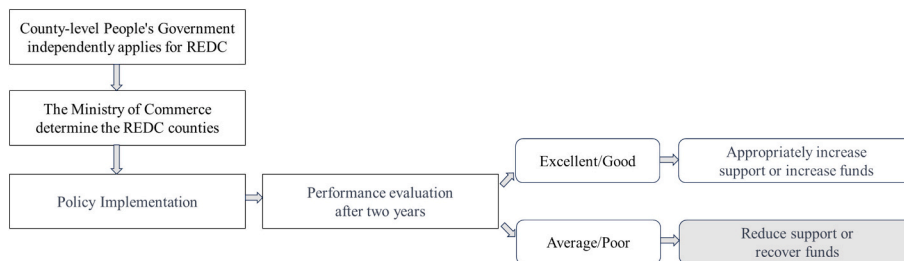 County-level People's Government
independently applies for REDC
The Ministry of Commerce
determine the REDC counties
Policy Implementation
Performance evaluation
after two years
Excellent/Good
Appropriately increase
support or increase funds
Average/Poor
Reduce support or
recover funds